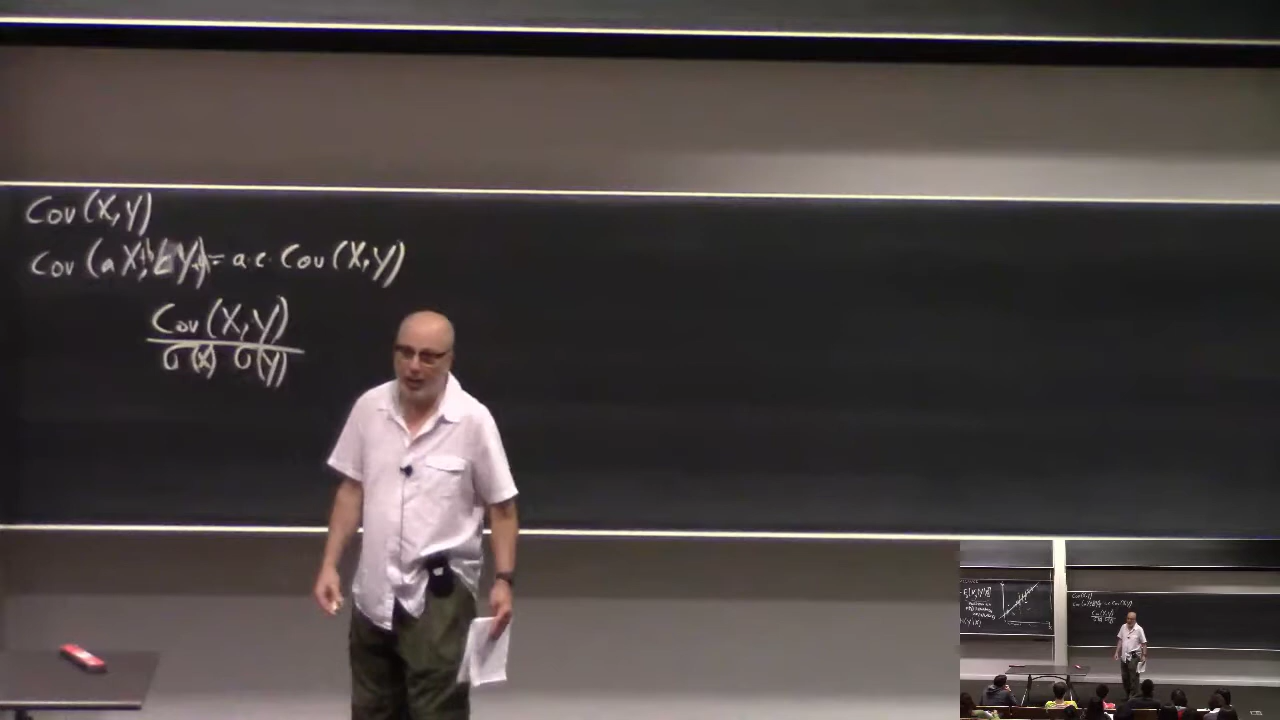 Cov (X, Y)
Cov (aX+b, cY+d) = a·c· Cov (X, Y)
Cov (X, Y)
σ(X) σ(Y)